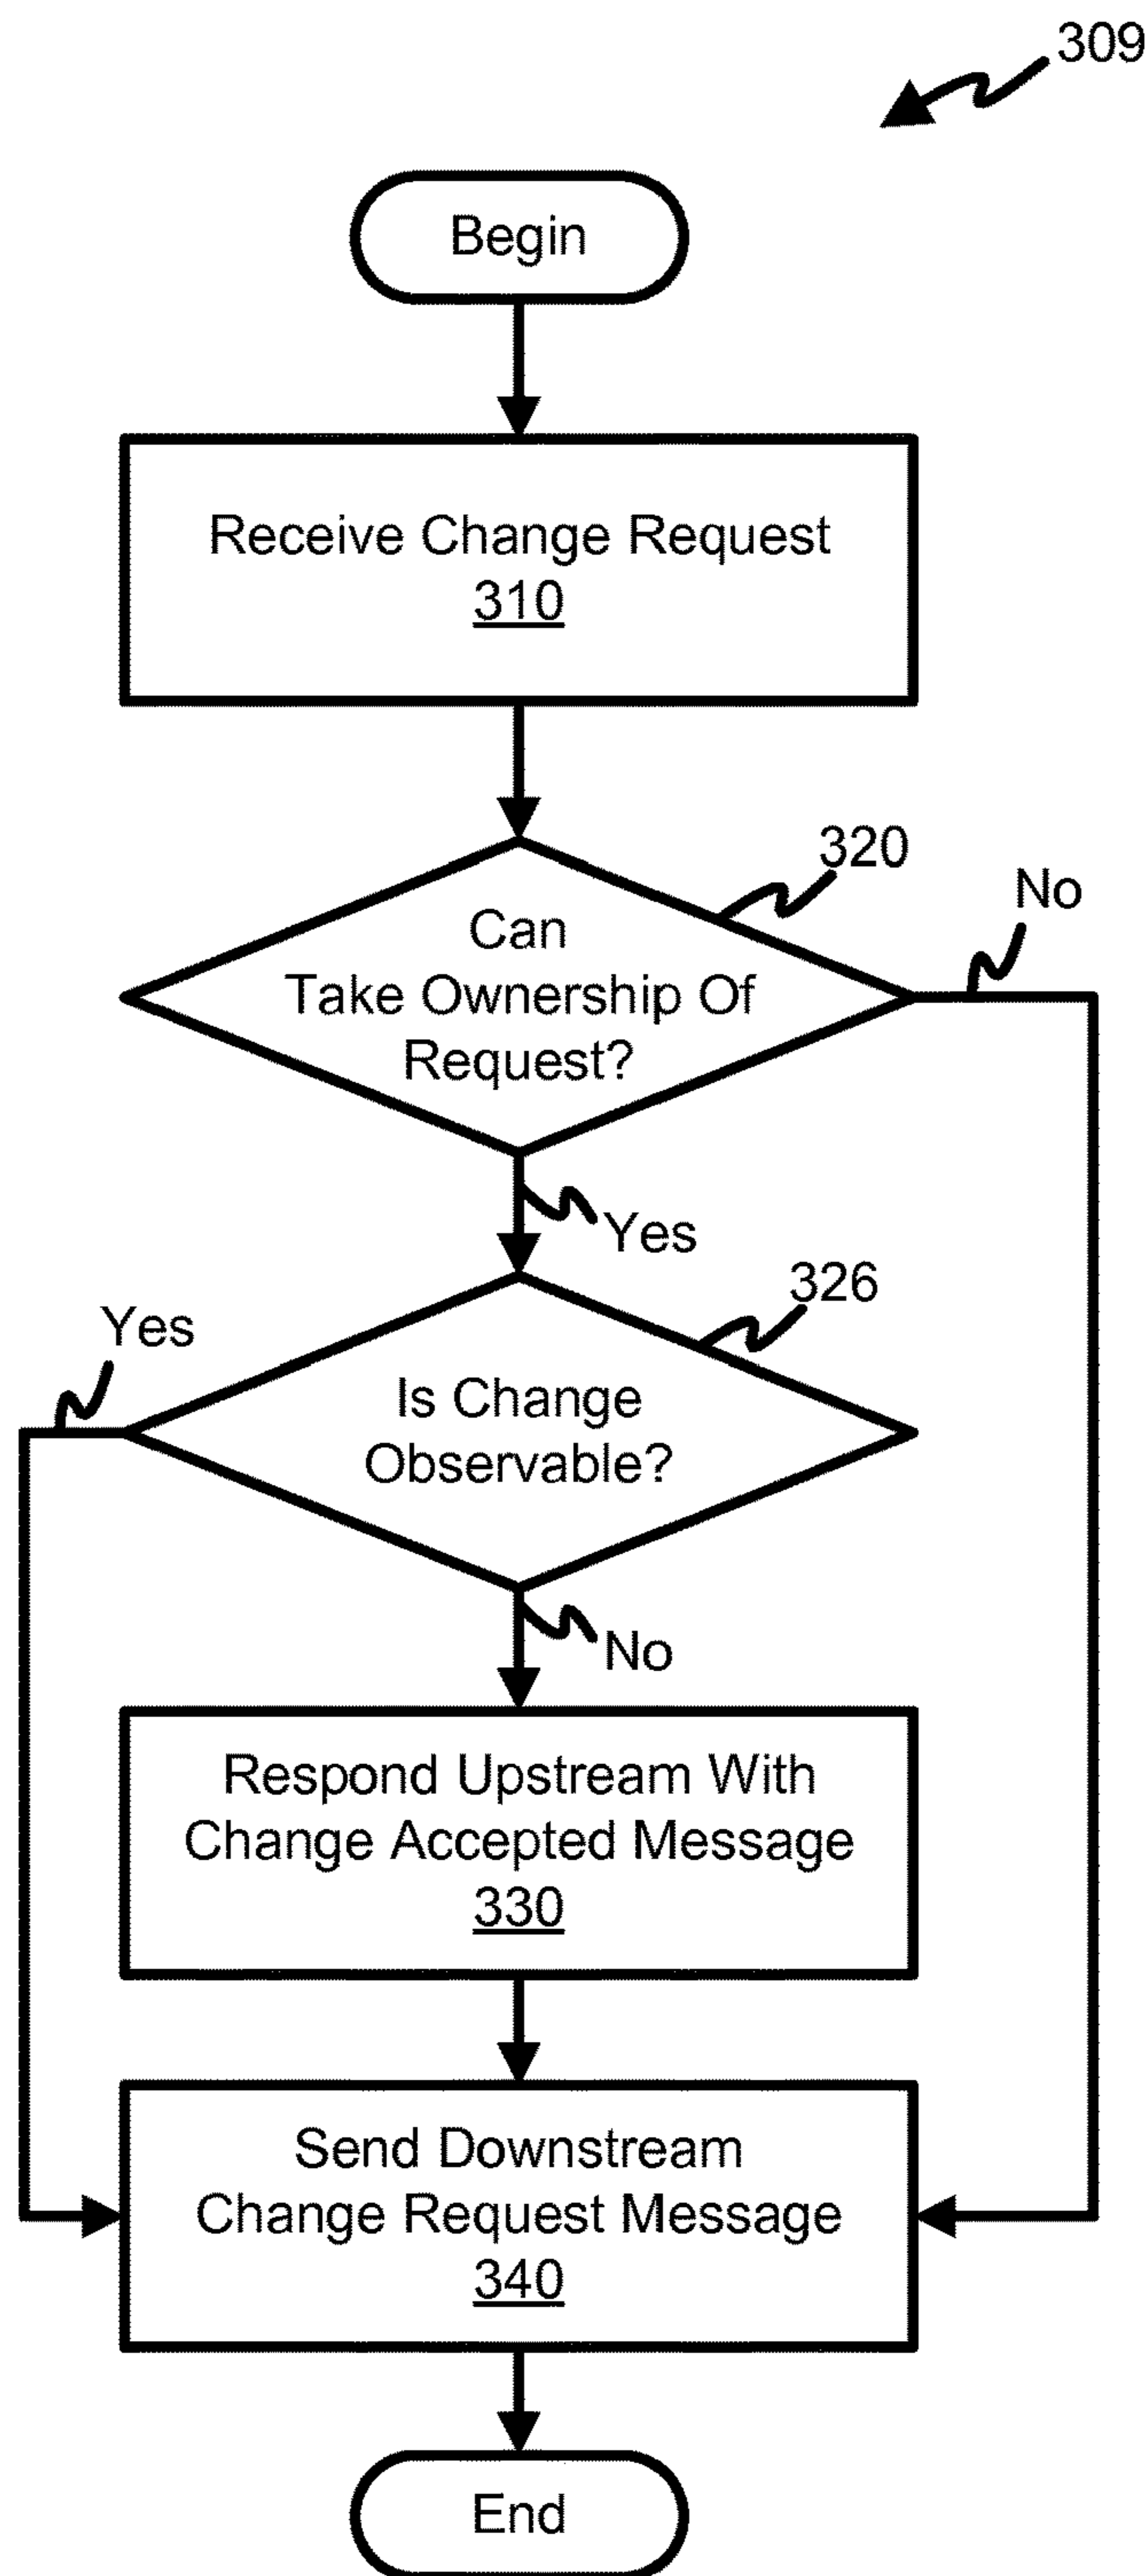 309
Begin
Receive Change Request
310
320
No
Can
Take Ownership Of
Request?
Yes
326
Yes
Is Change
Observable?
No
Respond Upstream With
Change Accepted Message
330
Send Downstream
Change Request Message
340
End